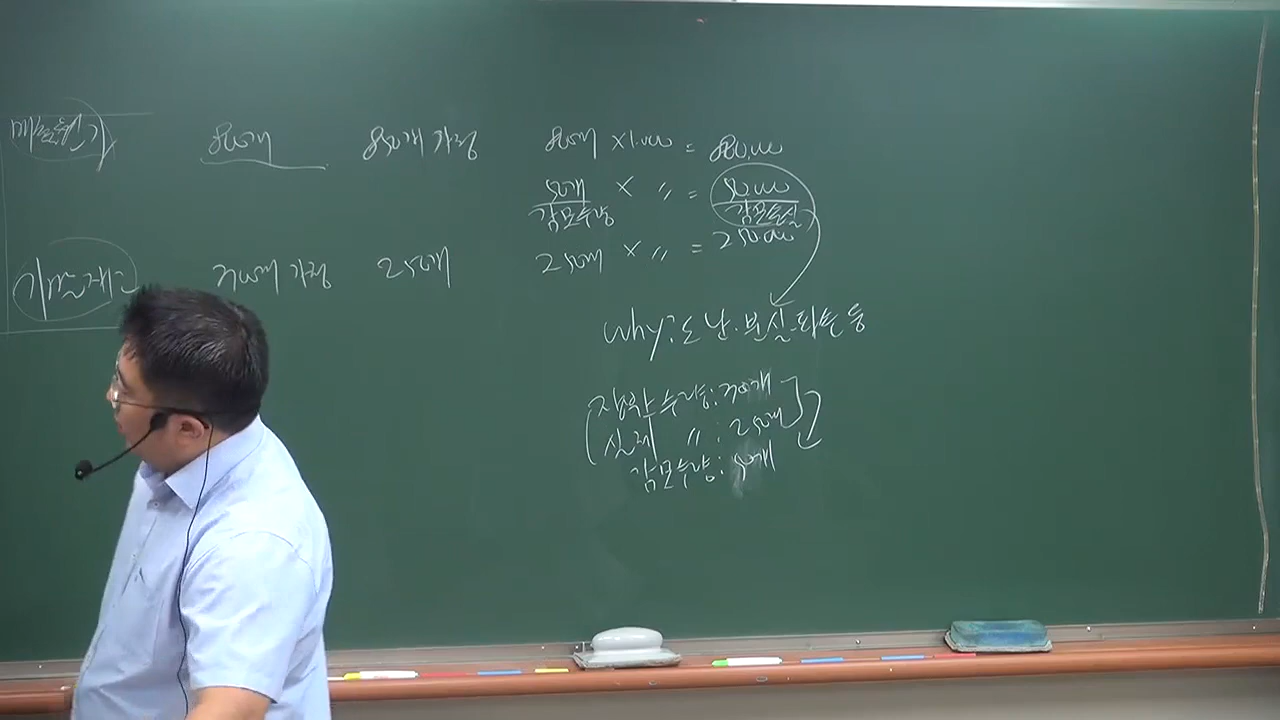 매출원가 800개 850개 가정 800개 ×1.000 = 800.000
50개 × 〃 = 50.000
감모수량 감모손실
기말재고 300개 가정 250개 250개 × 〃 = 250.000
why: 도난.분실.파손 등
장부 수량: 300개
실제 〃 : 250개
감모수량: 50개